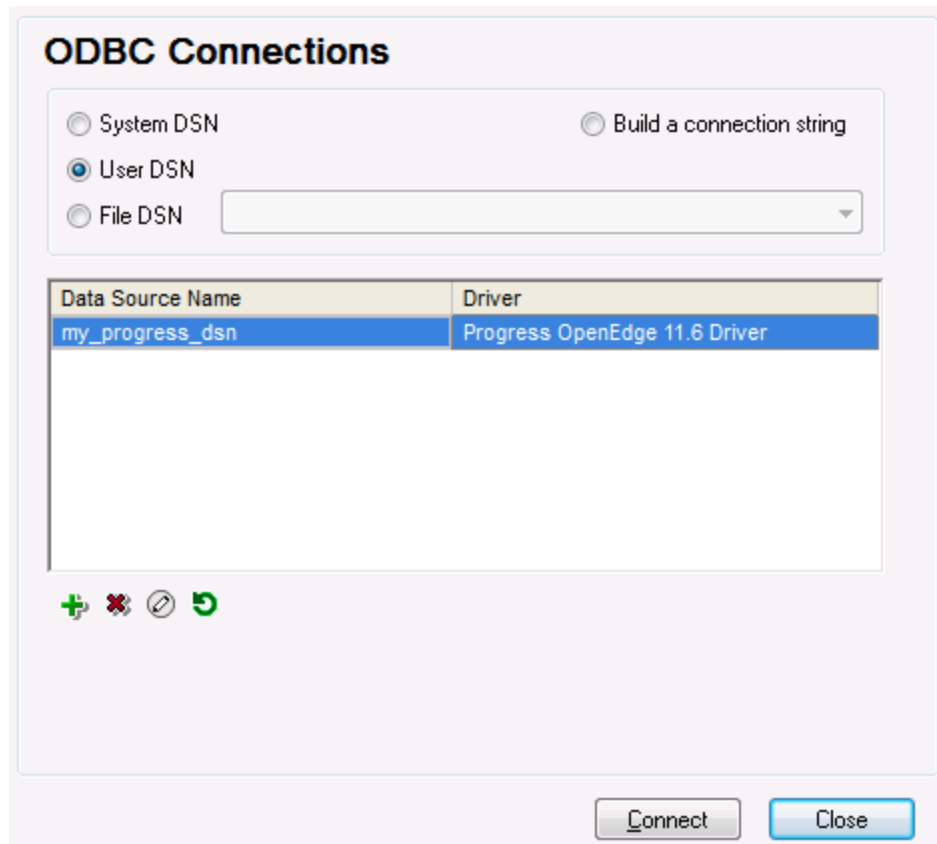 ODBC Connections
System DSN Build a connection string
User DSN
File DSN
Data Source Name Driver
my_progress_dsn Progress OpenEdge 11.6 Driver
Connect Close